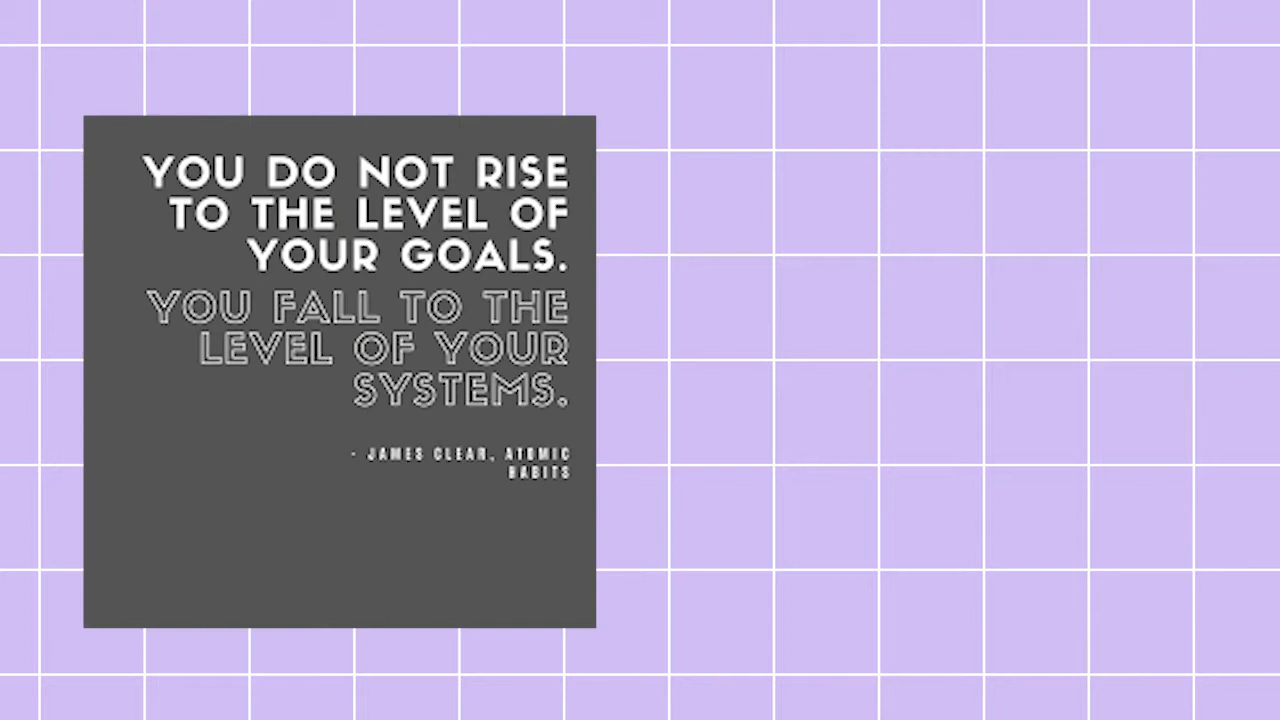 YOU DO NOT RISE
TO THE LEVEL OF
YOUR GOALS.
YOU FALL TO THE
LEVEL OF YOUR
SYSTEMS.
- JAMES CLEAR, ATOMIC
HABITS